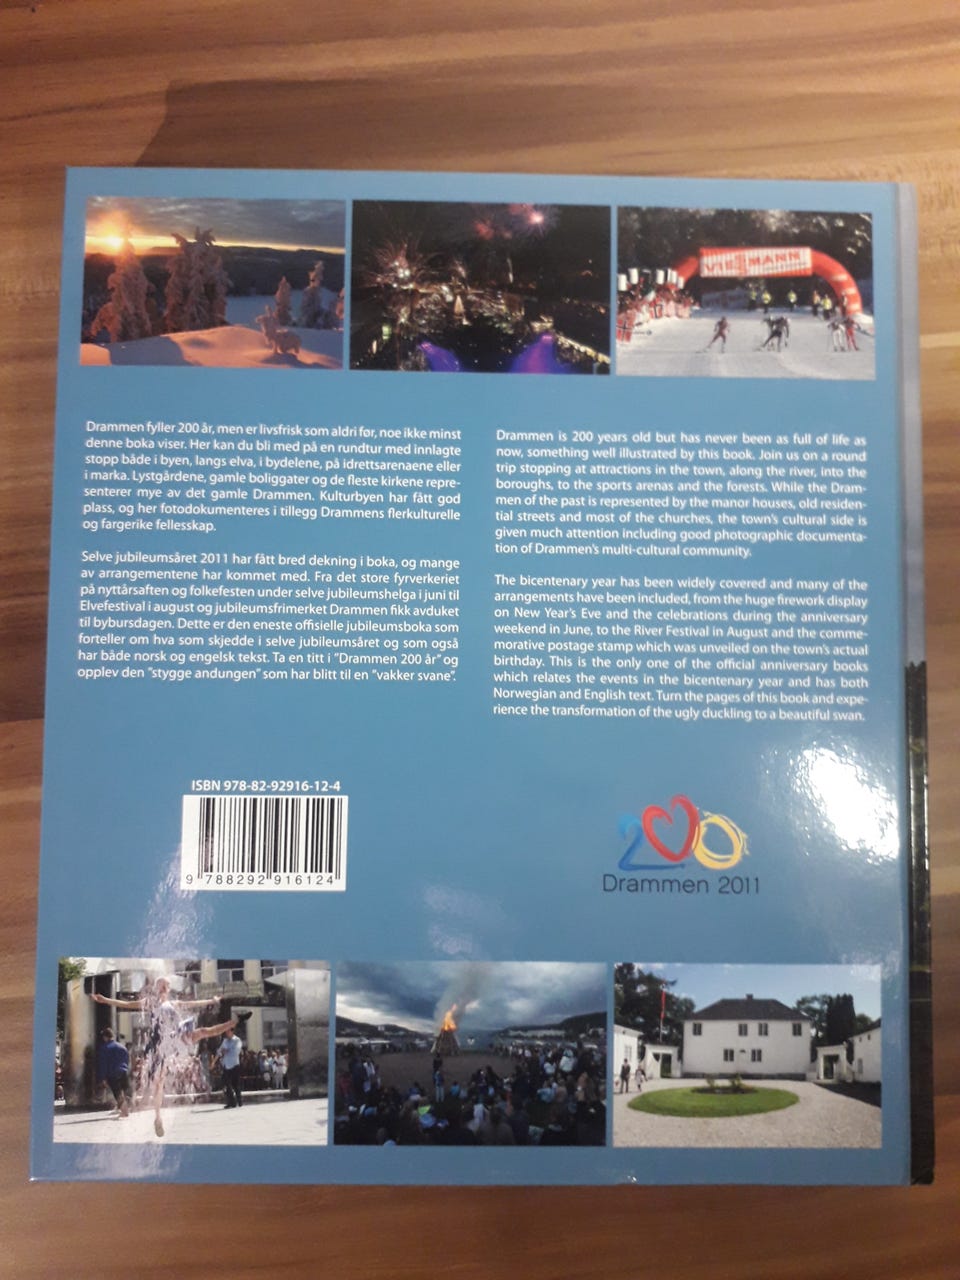 VIESSMANN
Drammen fyller 200 år, men er livsfrisk som aldri før, noe ikke minst
denne boka viser. Her kan du bli med på en rundtur med innlagte
stopp både i byen, langs elva, i bydelene, på idrettsarenaene eller
i marka. Lystgårdene, gamle boliggater og de fleste kirkene repre-
senterer mye av det gamle Drammen. Kulturbyen har fått god
plass, og her fotodokumenteres i tillegg Drammens flerkulturelle
og fargerike fellesskap.
Selve jubileumsåret 2011 har fått bred dekning i boka, og mange
av arrangementene har kommet med. Fra det store fyrverkeriet
på nyttårsaften og folkefesten under selve jubileumshelga i juni til
Elvefestival i august og jubileumsfrimerket Drammen fikk avduket
til bybursdagen. Dette er den eneste offisielle jubileumsboka som
forteller om hva som skjedde i selve jubileumsåret og som også
har både norsk og engelsk tekst. Ta en titt i "Drammen 200 år" og
opplev den "stygge andungen" som har blitt til en "vakker svane".
Drammen is 200 years old but has never been as full of life as
now, something well illustrated by this book. Join us on a round
trip stopping at attractions in the town, along the river, into the
boroughs, to the sports arenas and the forests. While the Dram-
men of the past is represented by the manor houses, old residen-
tial streets and most of the churches, the town's cultural side is
given much attention including good photographic documenta-
tion of Drammen's multi-cultural community.
The bicentenary year has been widely covered and many of the
arrangements have been included, from the huge firework display
on New Year's Eve and the celebrations during the anniversary
weekend in June, to the River Festival in August and the comme-
morative postage stamp which was unveiled on the town's actual
birthday. This is the only one of the official anniversary books
which relates the events in the bicentenary year and has both
Norwegian and English text. Turn the pages of this book and expe-
rience the transformation of the ugly duckling to a beautiful swan.
ISBN 978-82-92916-12-4
9 788292 916124
200
Drammen 2011